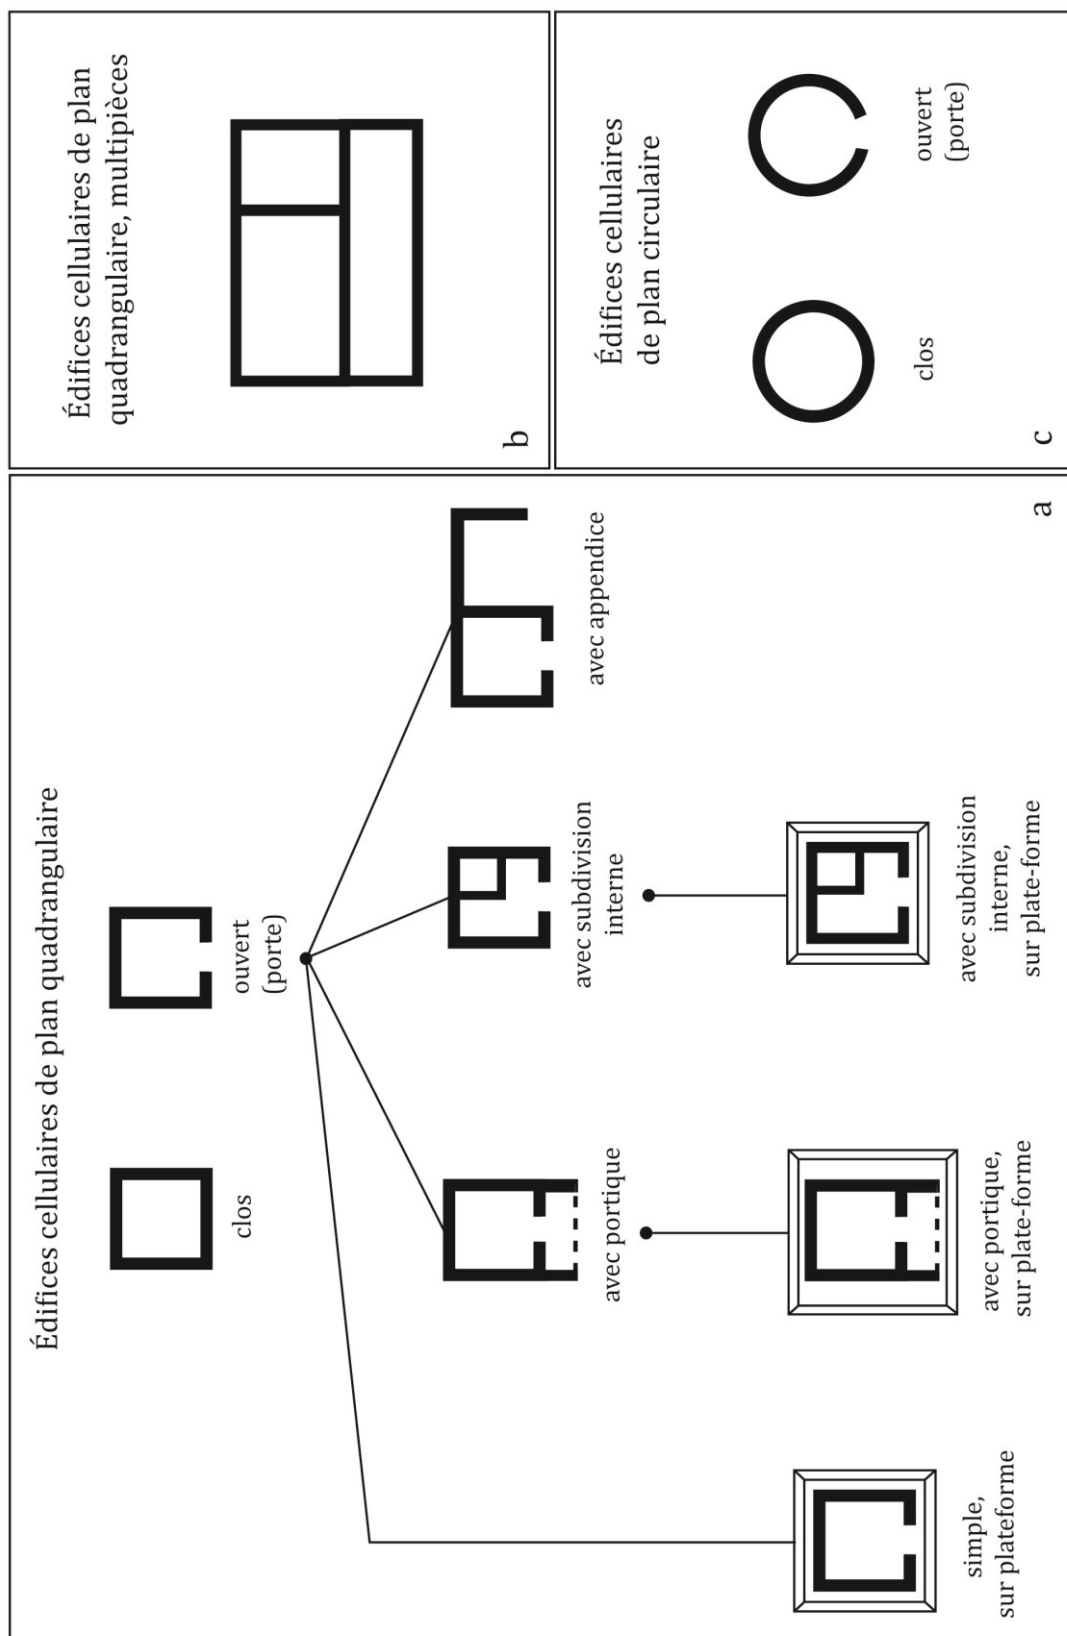 Édifices cellulaires de plan quadrangulaire
clos
ouvert
(porte)
simple,
sur plateforme
avec portique
avec subdivision
interne
avec appendice
avec portique,
sur plate-forme
avec subdivision
interne,
sur plate-forme
a
Édifices cellulaires de plan
quadrangulaire, multipièces
b
Édifices cellulaires
de plan circulaire
clos
ouvert
(porte)
c